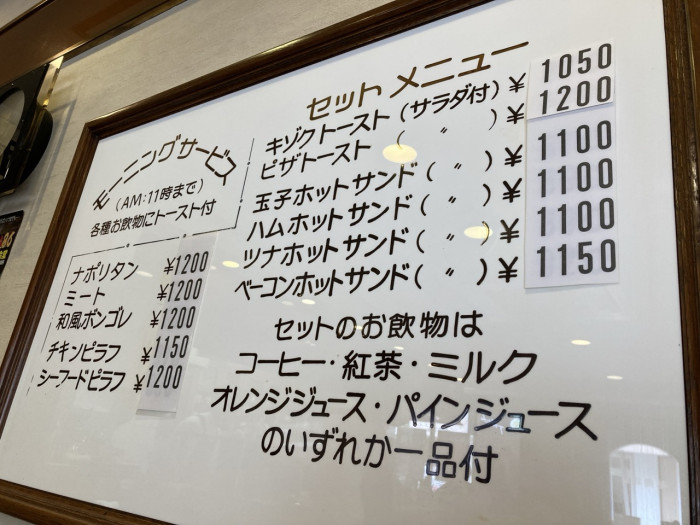 モーニングサービス
(AM:11時まで)
各種お飲物にトースト付
ナポリタン ¥1200
ミート ¥1200
和風ボンゴレ ¥1200
チキンピラフ ¥1150
シーフードピラフ ¥1200
セットメニュー
キゾクトースト(サラダ付) ¥1050
ピザトースト( 〃 ) ¥1200
玉子ホットサンド( 〃 ) ¥1100
ハムホットサンド( 〃 ) ¥1100
ツナホットサンド( 〃 ) ¥1100
ベーコンホットサンド( 〃 ) ¥1150
セットのお飲物は
コーヒー・紅茶・ミルク
オレンジジュース・パインジュース
のいずれか一品付